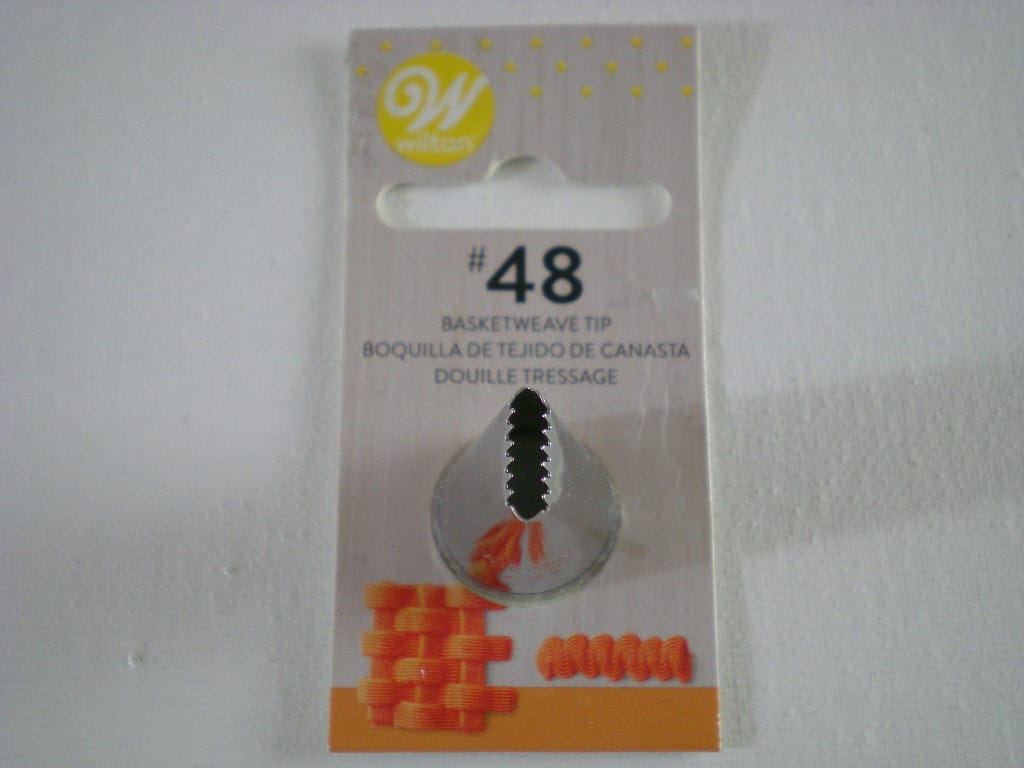 W
wilton
#48
BASKETWEAVE TIP
BOQUILLA DE TEJIDO DE CANASTA
DOUILLE TRESSAGE